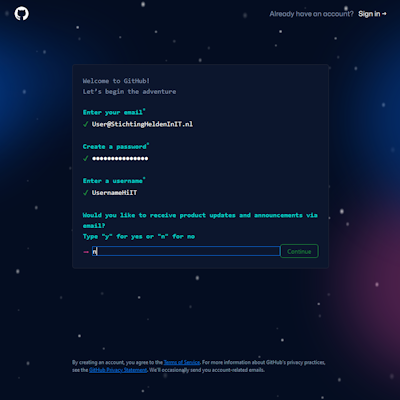 Already have an account? Sign in →
Welcome to GitHub!
Let's begin the adventure
Enter your email*
✓ User@StichtingHeldenInIT.nl
Create a password*
✓ ●●●●●●●●●●●●●●●
Enter a username*
✓ UsernameHiIT
Would you like to receive product updates and announcements via
email?
Type "y" for yes or "n" for no
→ n
Continue
By creating an account, you agree to the Terms of Service. For more information about GitHub's privacy practices,
see the GitHub Privacy Statement. We'll occasionally send you account-related emails.